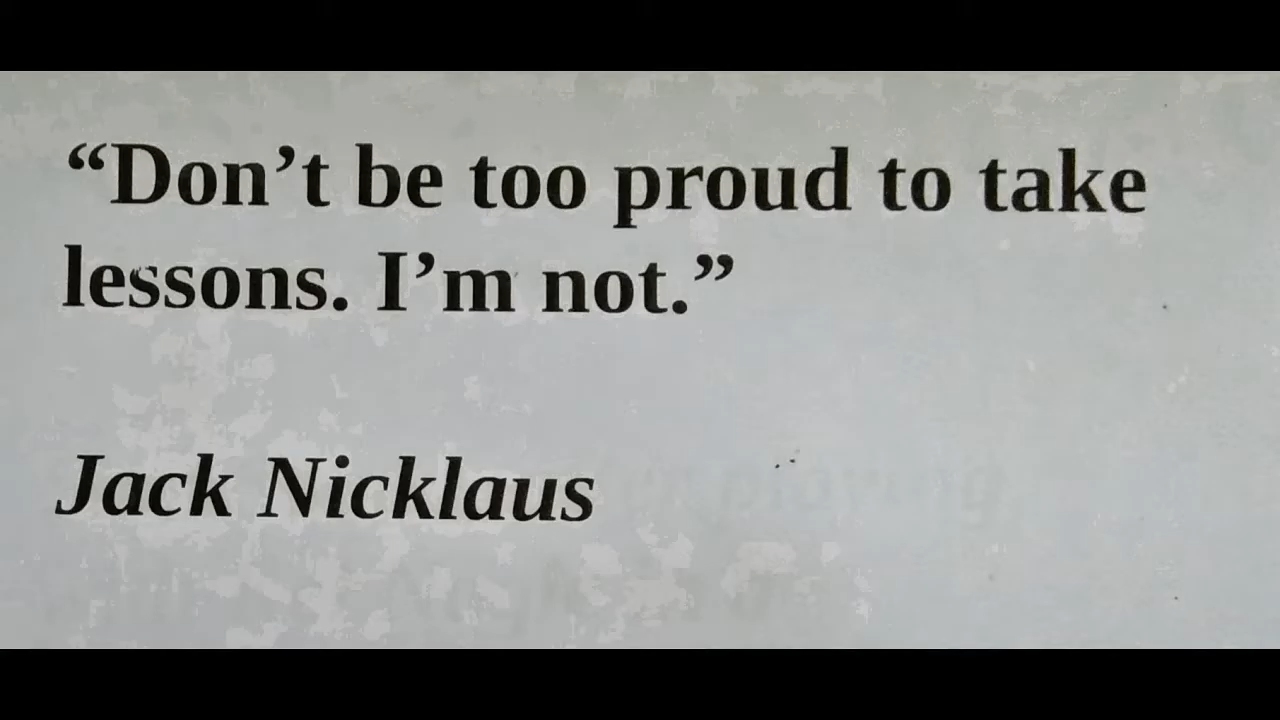 “Don’t be too proud to take
lessons. I’m not.”
Jack Nicklaus